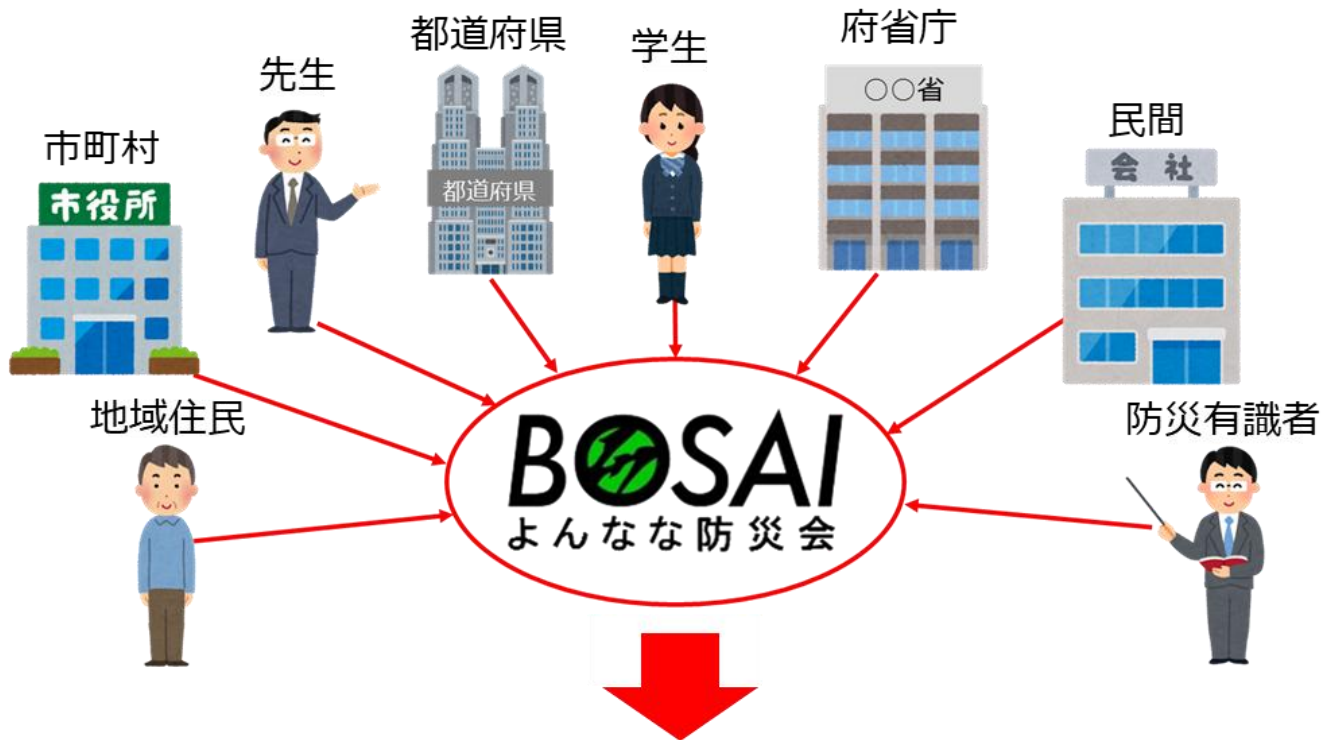 都道府県
学生
府省庁
先生
○○省
民間
市町村
会社
市役所
都道府県
地域住民
防災有識者
BOSAI
よんなな防災会